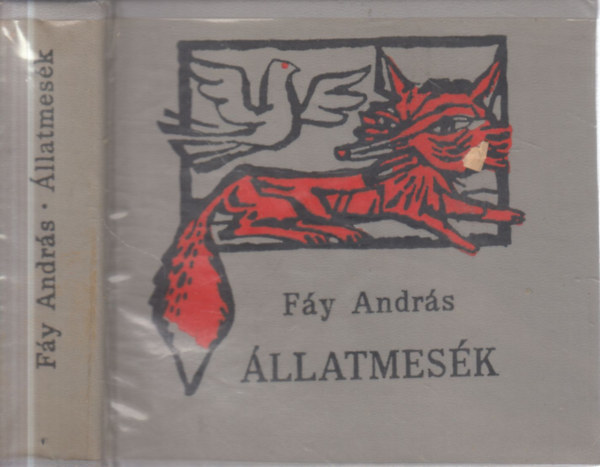 Fáy András · Állatmesék
Fáy András
ÁLLATMESÉK